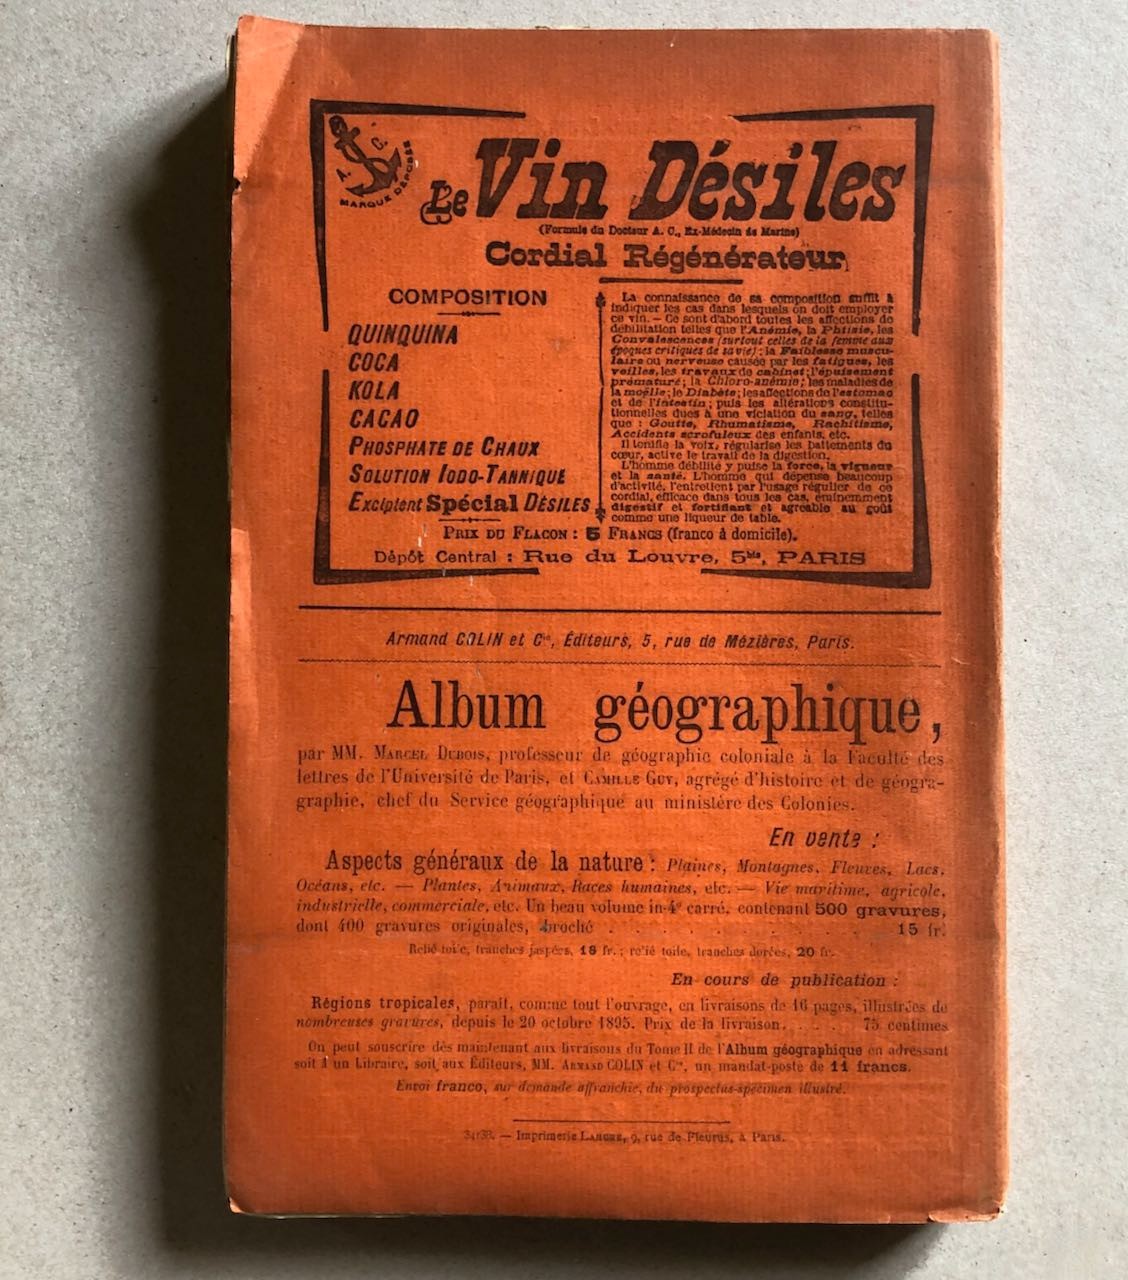 A. C.
MARQUE DÉPOSÉE
Le Vin Désiles
(Formule du Docteur A. C., Ex-Médecin de Marine)
Cordial Régénérateur
COMPOSITION
QUINQUINA
COCA
KOLA
CACAO
PHOSPHATE DE CHAUX
SOLUTION IODO-TANNIQUE
Excipient Spécial DÉSILES
La connaissance de sa composition suffit à
indiquer les cas dans lesquels on doit employer
ce vin. — Ce sont d'abord toutes les affections de
débilitation telles que l'Anémie, la Phtisie, les
Convalescences (surtout celles de la femme aux
époques critiques de sa vie); la Faiblesse muscu-
laire ou nerveuse causée par les fatigues, les
veilles, les travaux de cabinet; l'épuisement
prématuré; la Chloro-anémie; les maladies de
la moëlle; le Diabète; les affections de l'estomac
et de l'intestin; puis les altérations constitu-
tionnelles dues à une viciation du sang, telles
que : Goutte, Rhumatisme, Rachitisme,
Accidents scrofuleux des enfants, etc.
Il tonifie la voix, régularise les battements du
cœur, active le travail de la digestion.
L'homme débilité y puise la force, la vigueur
et la santé. L'homme qui dépense beaucoup
d'activité, l'entretient par l'usage régulier de ce
cordial, efficace dans tous les cas, éminemment
digestif et fortifiant et agréable au goût
comme une liqueur de table.
PRIX DU FLACON : 5 FRANCS (franco à domicile).
Dépôt Central : Rue du Louvre, 5bis, PARIS
Armand COLIN et Cie, Éditeurs, 5, rue de Mézières, Paris.
Album géographique,
par MM. MARCEL DUBOIS, professeur de géographie coloniale à la Faculté des
lettres de l'Université de Paris, et CAMILLE GUY, agrégé d'histoire et de géogra-
graphie, chef du Service géographique au ministère des Colonies.
En vente :
Aspects généraux de la nature : Plaines, Montagnes, Fleuves, Lacs,
Océans, etc. — Plantes, Animaux, Races humaines, etc. — Vie maritime, agricole,
industrielle, commerciale, etc. Un beau volume in-4° carré, contenant 500 gravures,
dont 400 gravures originales, broché . . . . . . . . . . . 15 fr.
Relié toile, tranches jaspées, 18 fr.; relié toile, tranches dorées, 20 fr.
En cours de publication :
Régions tropicales, paraît, comme tout l'ouvrage, en livraisons de 16 pages, illustrées de
nombreuses gravures, depuis le 20 octobre 1895. Prix de la livraison. . . . . 75 centimes
On peut souscrire dès maintenant aux livraisons du Tome II de l'Album géographique en adressant
soit à un Libraire, soit aux Éditeurs, MM. ARMAND COLIN et Cie, un mandat-poste de 11 francs.
Envoi franco, sur demande affranchie, du prospectus-spécimen illustré.
— Imprimerie LAHURE, 9, rue de Fleurus, à Paris.